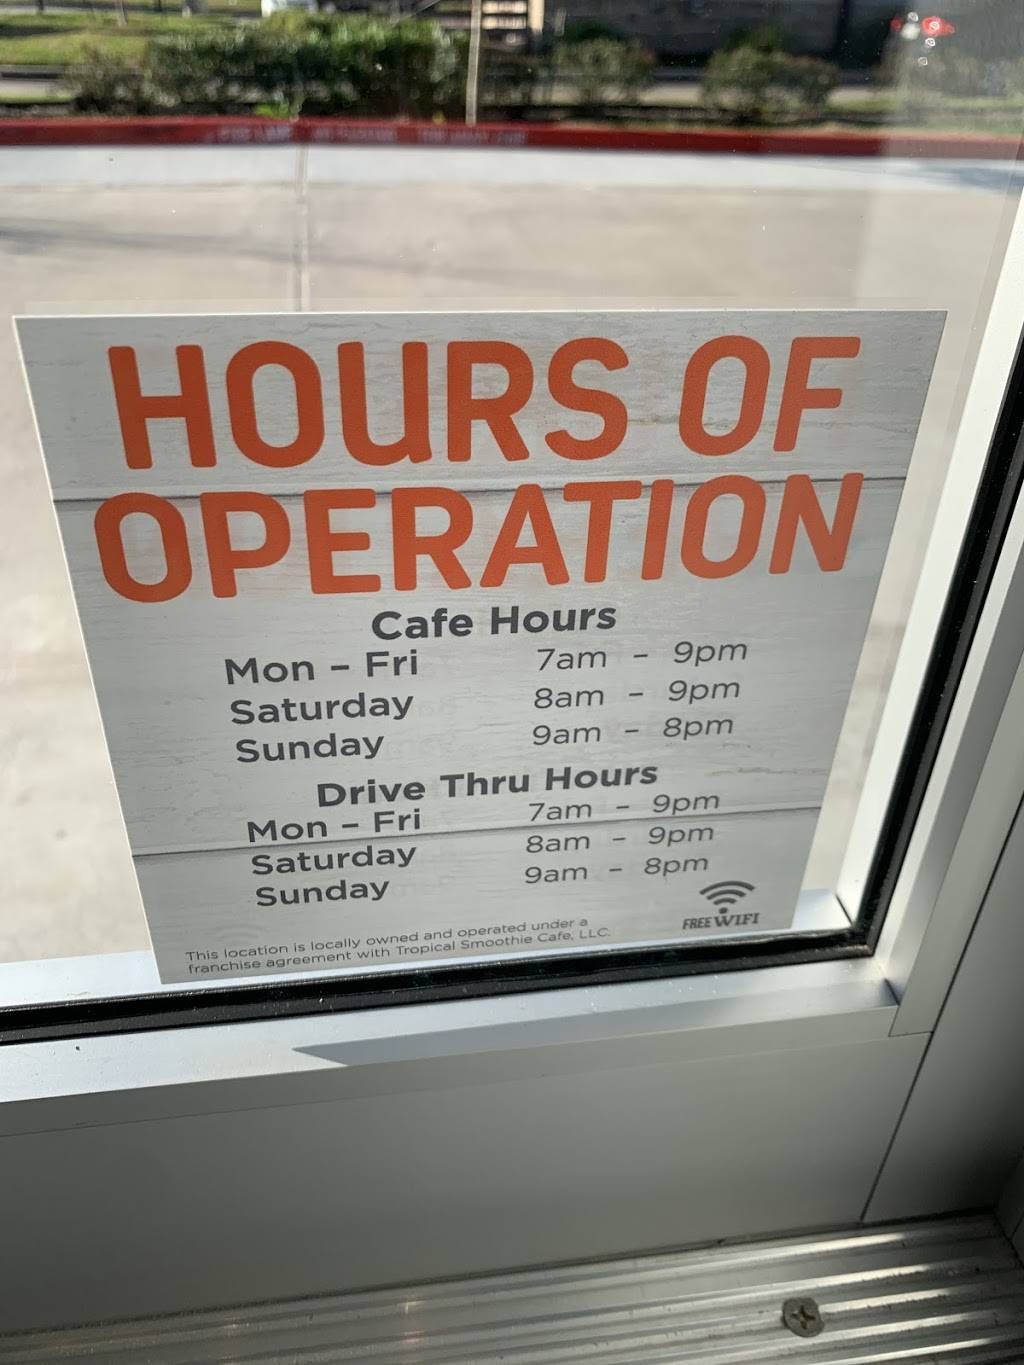 HOURS OF
OPERATION
Cafe Hours
Mon – Fri 7am – 9pm
Saturday 8am – 9pm
Sunday 9am – 8pm
Drive Thru Hours
Mon – Fri 7am – 9pm
Saturday 8am – 9pm
Sunday 9am – 8pm
FREE WIFI
This location is locally owned and operated under a
franchise agreement with Tropical Smoothie Cafe, LLC.